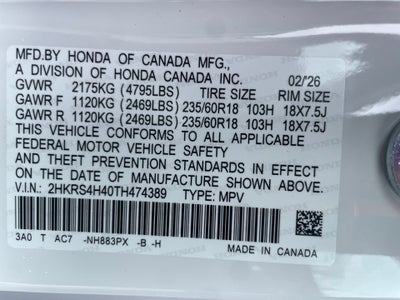 MFD.BY HONDA OF CANADA MFG.,
A DIVISION OF HONDA CANADA INC. 02/26
GVWR 2175KG (4795LBS) TIRE SIZE RIM SIZE
GAWR F 1120KG (2469LBS) 235/60R18 103H 18X7.5J
GAWR R 1120KG (2469LBS) 235/60R18 103H 18X7.5J
THIS VEHICLE CONFORMS TO ALL APPLICABLE
FEDERAL MOTOR VEHICLE SAFETY
AND THEFT PREVENTION STANDARDS IN EFFECT
ON THE DATE OF MANUFACTURE SHOWN ABOVE.
V.I.N.: 2HKRS4H40TH474389 TYPE: MPV
3A0 T AC7 -NH883PX -B -H MADE IN CANADA